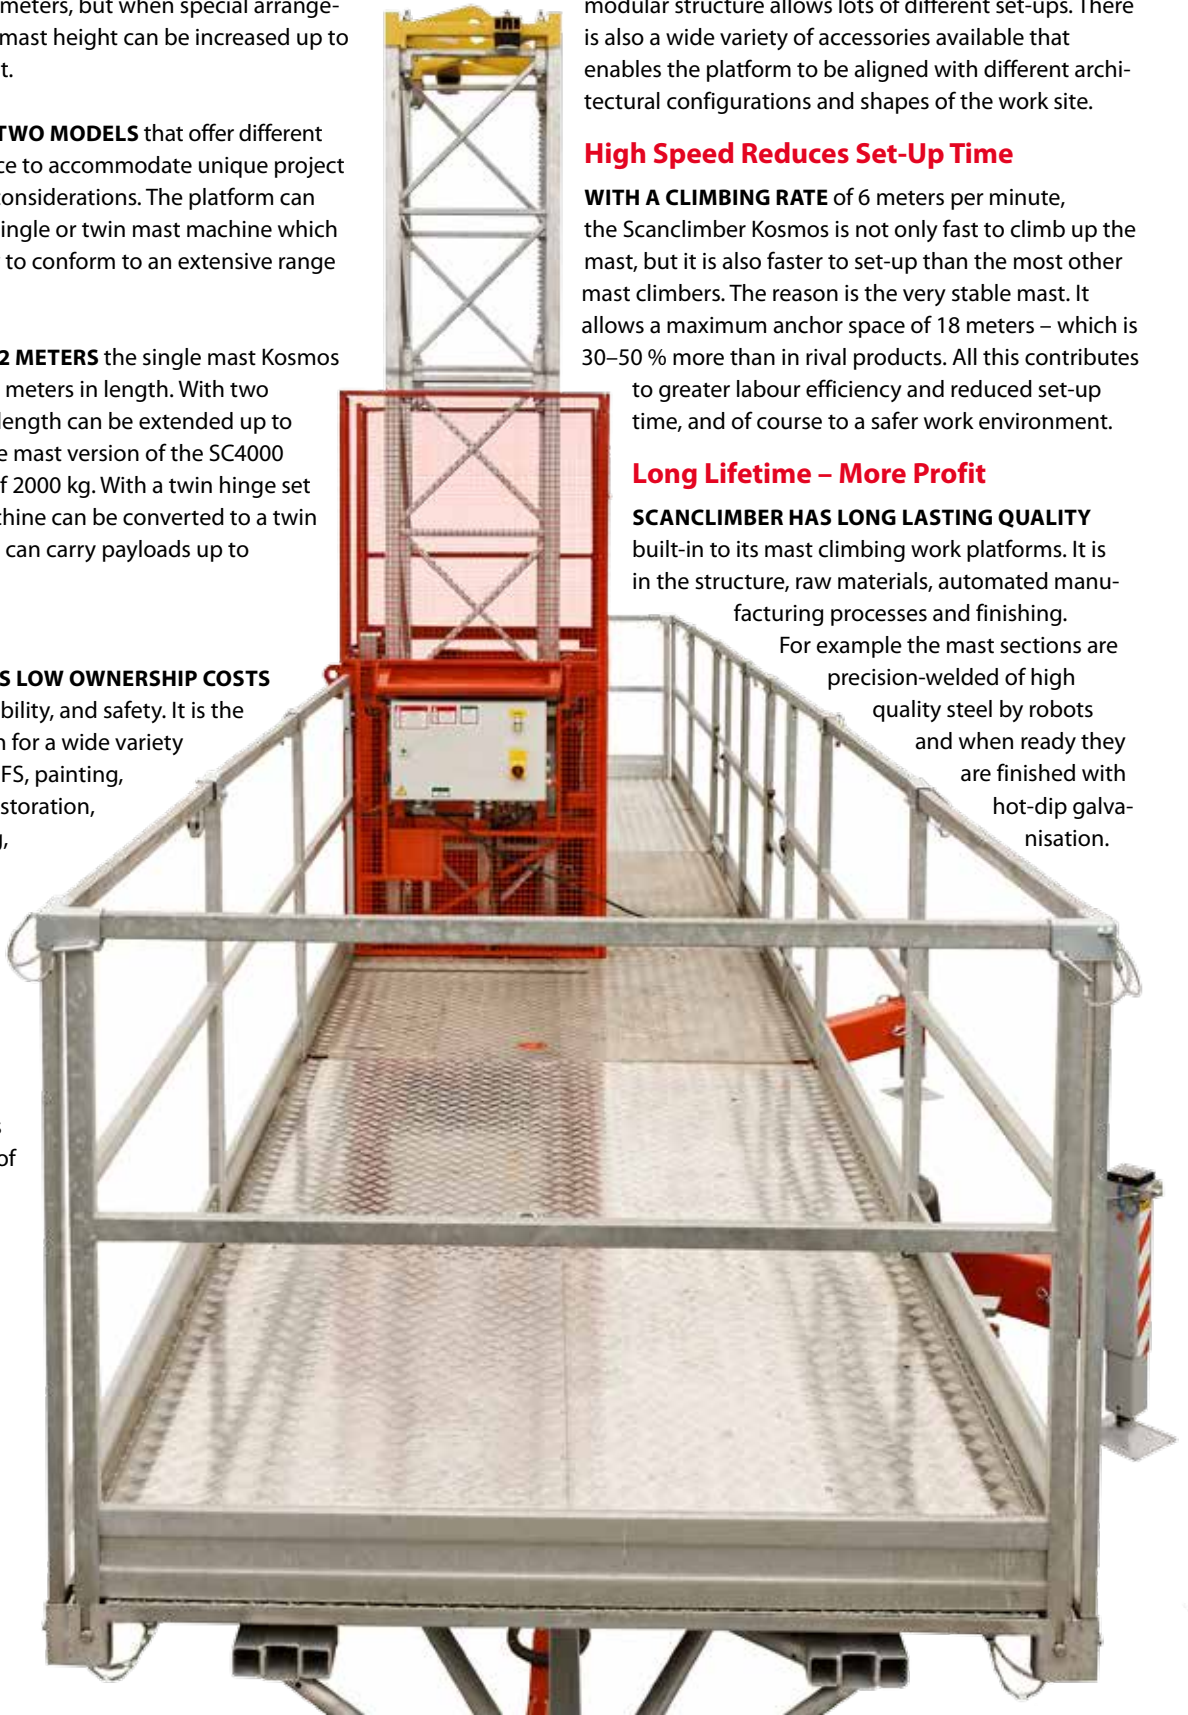 meters, but when special arrange-
mast height can be increased up to
t.
TWO MODELS that offer different
ce to accommodate unique project
considerations. The platform can
ingle or twin mast machine which
to conform to an extensive range
2 METERS the single mast Kosmos
meters in length. With two
length can be extended up to
e mast version of the SC4000
f 2000 kg. With a twin hinge set
chine can be converted to a twin
can carry payloads up to
S LOW OWNERSHIP COSTS
bility, and safety. It is the
n for a wide variety
FS, painting,
storation,
g,
s
of
modular structure allows lots of different set-ups. There
is also a wide variety of accessories available that
enables the platform to be aligned with different archi-
tectural configurations and shapes of the work site.
High Speed Reduces Set-Up Time
WITH A CLIMBING RATE of 6 meters per minute,
the Scanclimber Kosmos is not only fast to climb up the
mast, but it is also faster to set-up than the most other
mast climbers. The reason is the very stable mast. It
allows a maximum anchor space of 18 meters – which is
30–50 % more than in rival products. All this contributes
to greater labour efficiency and reduced set-up
time, and of course to a safer work environment.
Long Lifetime – More Profit
SCANCLIMBER HAS LONG LASTING QUALITY
built-in to its mast climbing work platforms. It is
in the structure, raw materials, automated manu-
facturing processes and finishing.
For example the mast sections are
precision-welded of high
quality steel by robots
and when ready they
are finished with
hot-dip galva-
nisation.